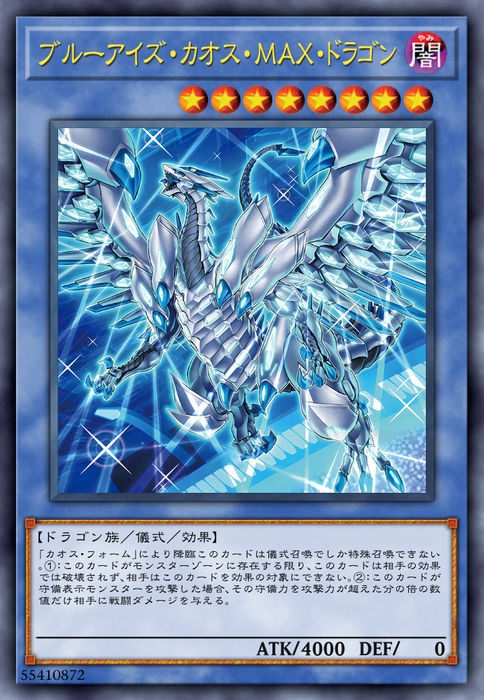 ブルーアイズ・カオス・MAX・ドラゴン
やみ
闇
【ドラゴン族／儀式／効果】
「カオス・フォーム」により降臨このカードは儀式召喚でしか特殊召喚できない
。①：このカードがモンスターゾーンに存在する限り、このカードは相手の効果
では破壊されず、相手はこのカードを効果の対象にできない。②：このカードが
守備表示モンスターを攻撃した場合、その守備力を攻撃力が超えた分の倍の数
値だけ相手に戦闘ダメージを与える。
ATK/4000 DEF/ 0
55410872